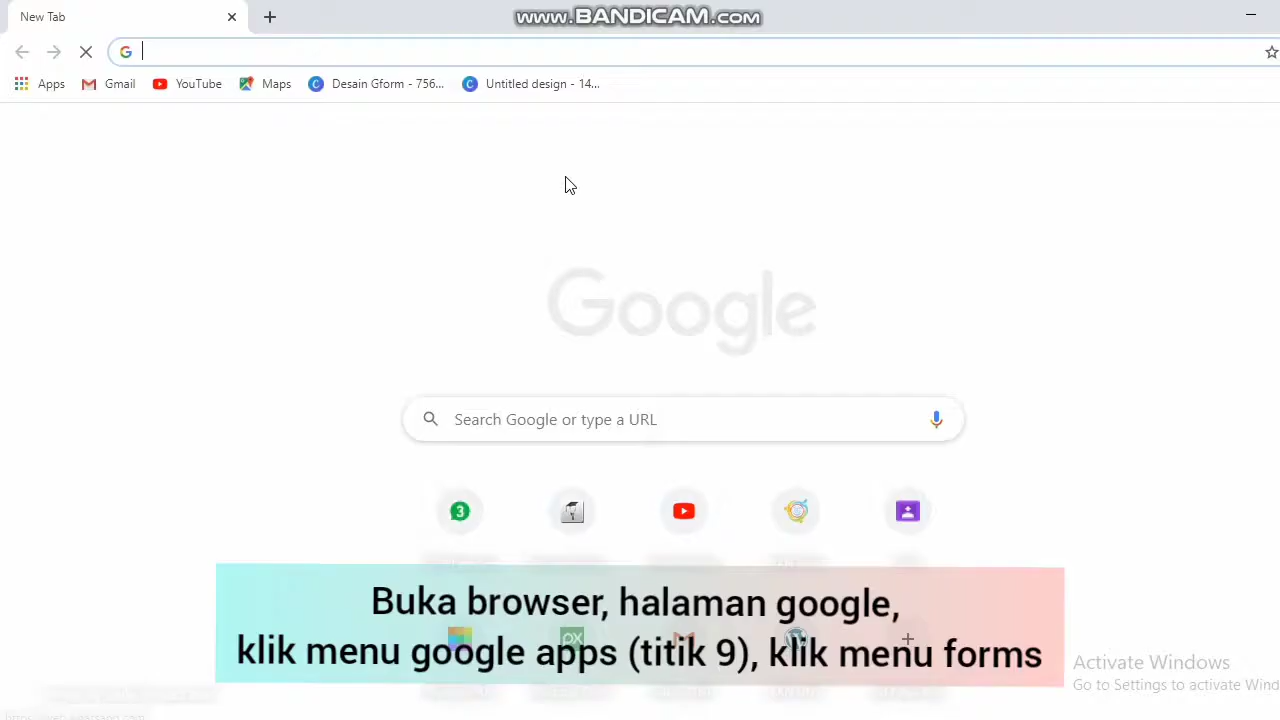 New Tab
www.BANDICAM.com
Apps
Gmail
YouTube
Maps
Desain Gform - 756...
Untitled design - 14...
Google
Search Google or type a URL
3
Buka browser, halaman google,
klik menu google apps (titik 9), klik menu forms
px
Activate Windows
Go to Settings to activate Wind